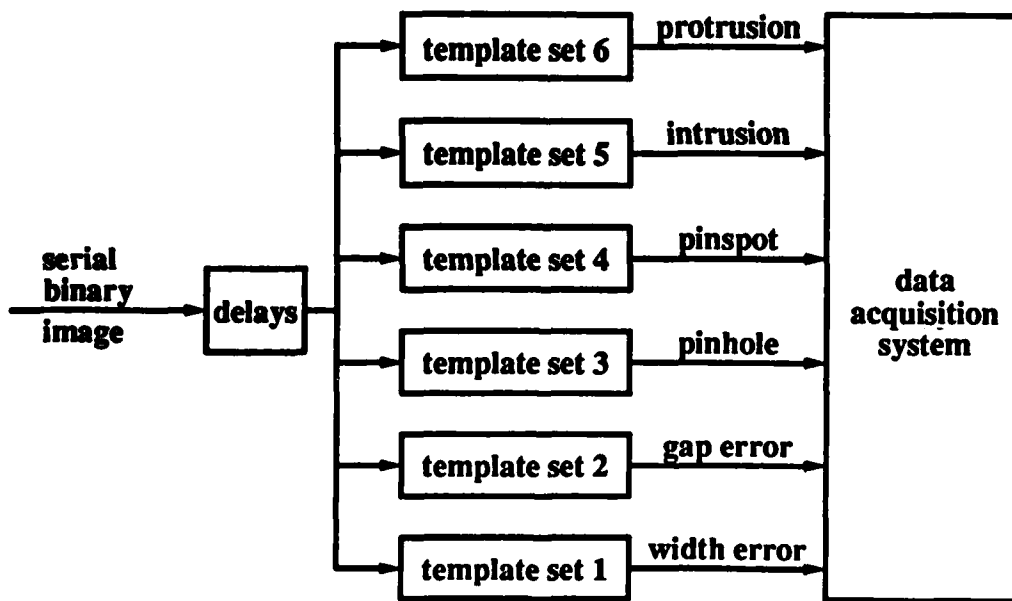 template set 6
protrusion
template set 5
intrusion
template set 4
pinspot
serial
binary
image
delays
template set 3
pinhole
template set 2
gap error
template set 1
width error
data
acquisition
system